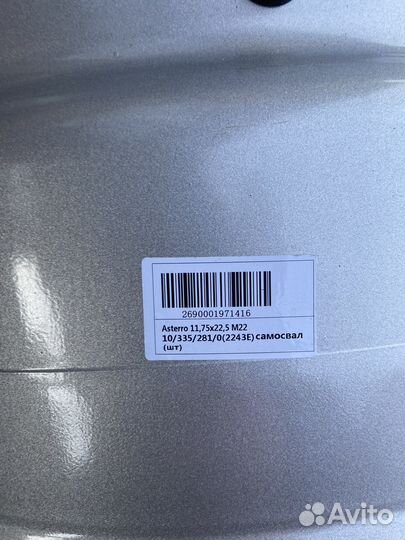 2690001971416
Asterro 11,75x22,5 M22
10/335/281/0(2243E) самосвал
(шт)
Avito